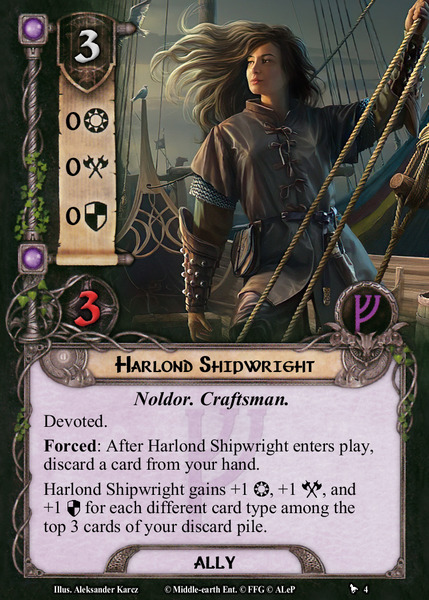 3
0
0
0
3
Harlond Shipwright
Noldor. Craftsman.
Devoted.
Forced: After Harlond Shipwright enters play,
discard a card from your hand.
Harlond Shipwright gains +1 , +1 , and
+1 for each different card type among the
top 3 cards of your discard pile.
ALLY
Illus. Aleksander Karcz © Middle-earth Ent. © FFG © ALeP 4